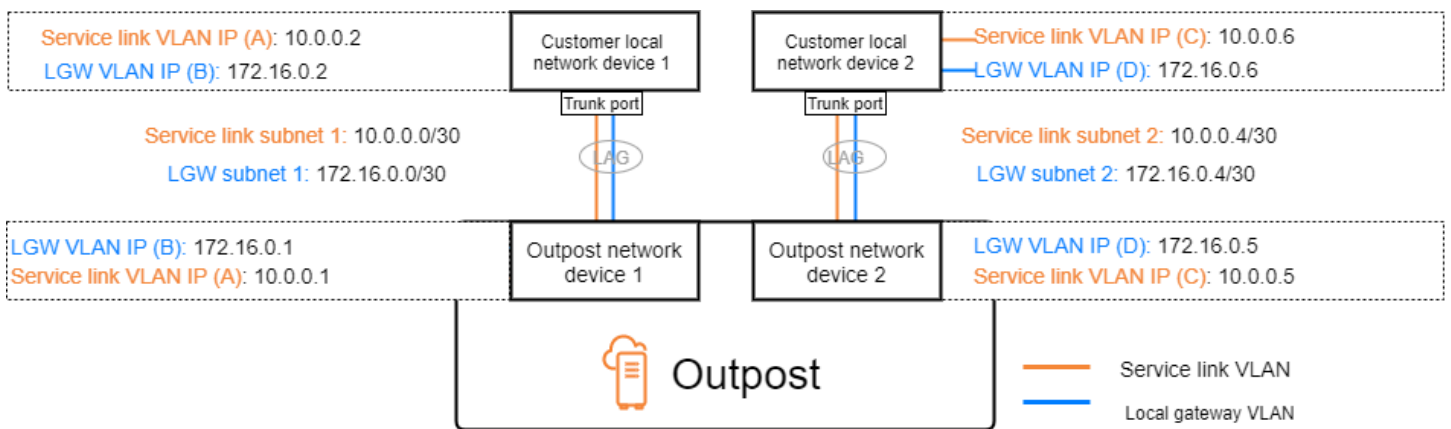 Service link VLAN IP (A): 10.0.0.2
LGW VLAN IP (B): 172.16.0.2
Customer local
network device 1
Trunk port
Customer local
network device 2
Trunk port
Service link VLAN IP (C): 10.0.0.6
LGW VLAN IP (D): 172.16.0.6
Service link subnet 1: 10.0.0.0/30
LGW subnet 1: 172.16.0.0/30
LAG
LAG
Service link subnet 2: 10.0.0.4/30
LGW subnet 2: 172.16.0.4/30
LGW VLAN IP (B): 172.16.0.1
Service link VLAN IP (A): 10.0.0.1
Outpost network
device 1
Outpost network
device 2
LGW VLAN IP (D): 172.16.0.5
Service link VLAN IP (C): 10.0.0.5
Outpost
Service link VLAN
Local gateway VLAN